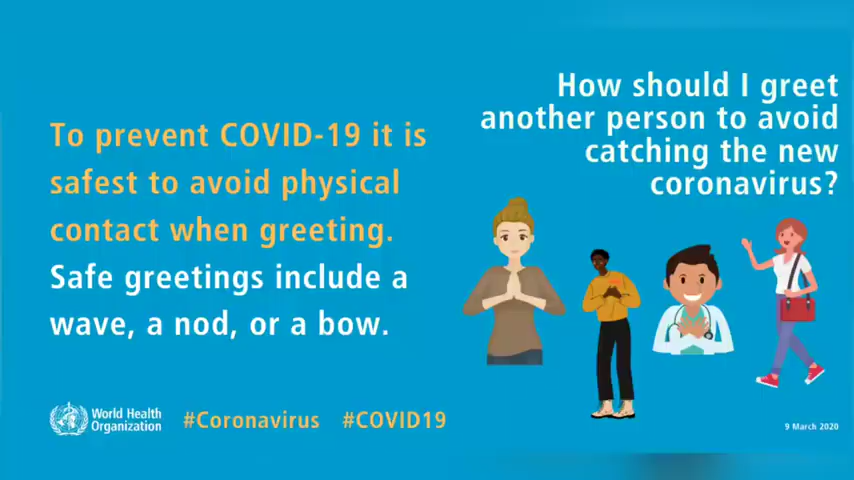 To prevent COVID-19 it is
safest to avoid physical
contact when greeting.
Safe greetings include a
wave, a nod, or a bow.
How should I greet
another person to avoid
catching the new
coronavirus?
World Health
Organization
#Coronavirus #COVID19
9 March 2020